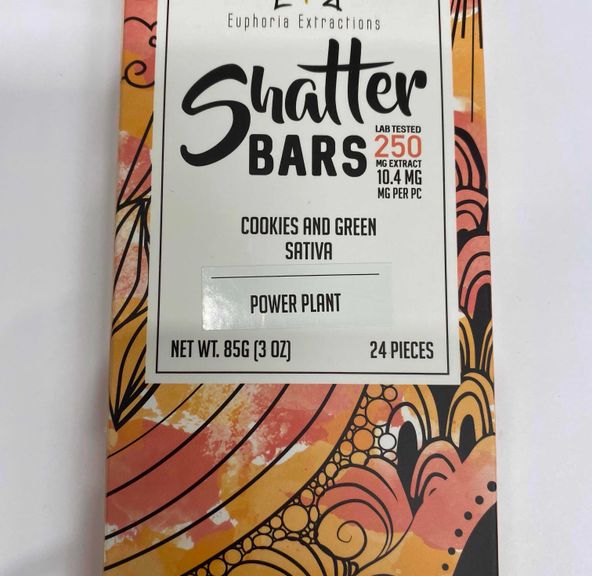 Euphoria Extractions
Shatter
BARS
LAB TESTED
250
MG EXTRACT
10.4 MG
MG PER PC
COOKIES AND GREEN
SATIVA
POWER PLANT
NET WT. 85G (3 OZ)
24 PIECES